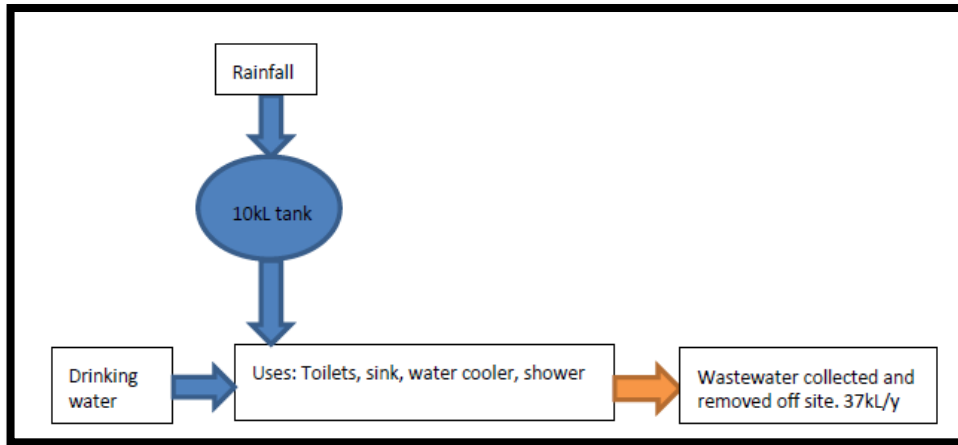 Rainfall
10kL tank
Drinking
water
Uses: Toilets, sink, water cooler, shower
Wastewater collected and
removed off site. 37kL/y